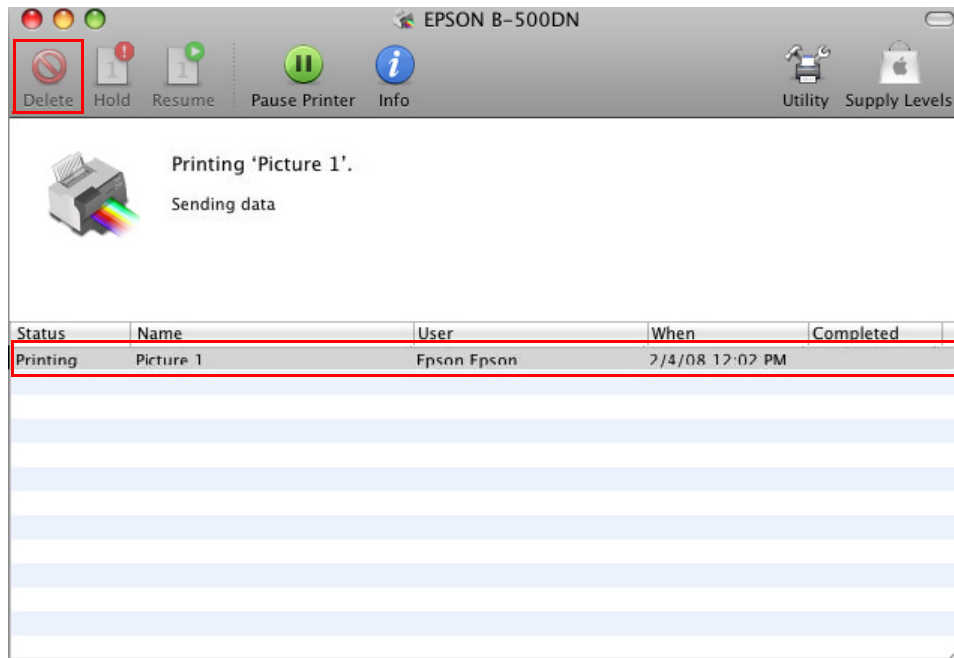 EPSON B-500DN
Delete Hold Resume Pause Printer Info Utility Supply Levels
Printing ‘Picture 1’.
Sending data
Status Name User When Completed
Printing Picture 1 Epson Epson 2/4/08 12:02 PM